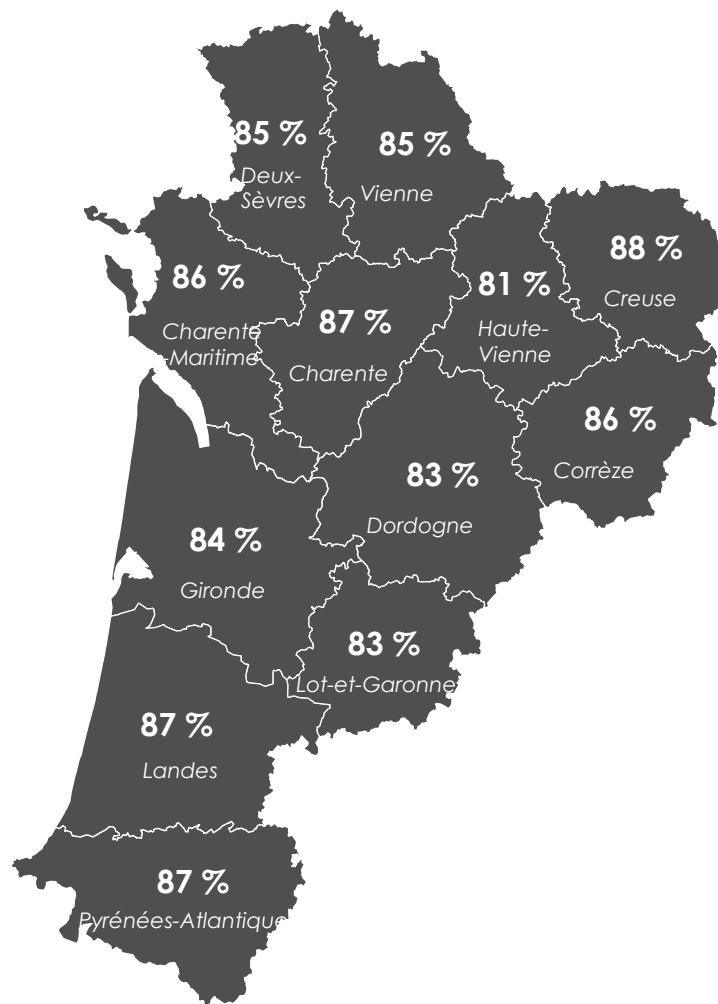 85 %
Deux-
Sèvres
85 %
Vienne
86 %
Charente
-Maritime
87 %
Charente
81 %
Haute-
Vienne
88 %
Creuse
86 %
Corrèze
83 %
Dordogne
84 %
Gironde
83 %
Lot-et-Garonne
87 %
Landes
87 %
Pyrénées-Atlantique